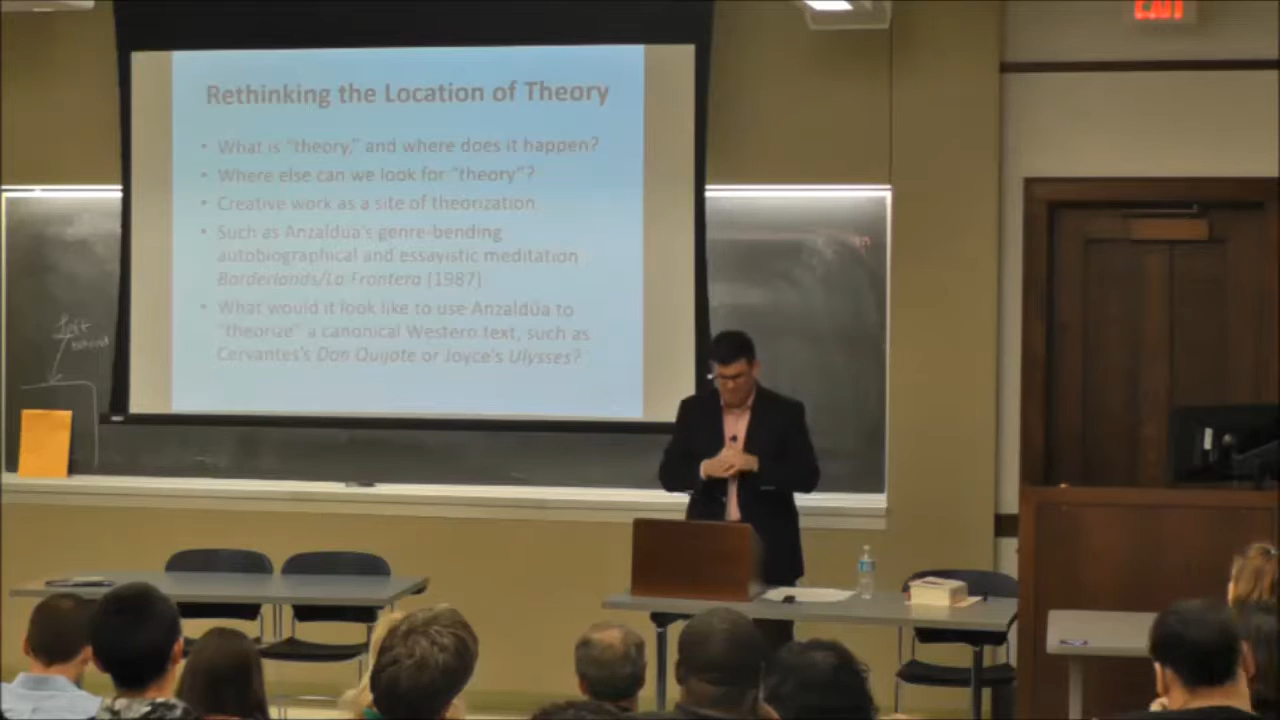 EXIT
Rethinking the Location of Theory
• What is "theory," and where does it happen?
• Where else can we look for "theory"?
• Creative work as a site of theorization
• Such as Anzaldúa's genre-bending
autobiographical and essayistic meditation
Borderlands/La Frontera (1987)
• What would it look like to use Anzaldúa to
"theorize" a canonical Western text, such as
Cervantes's Don Quijote or Joyce's Ulysses?
left